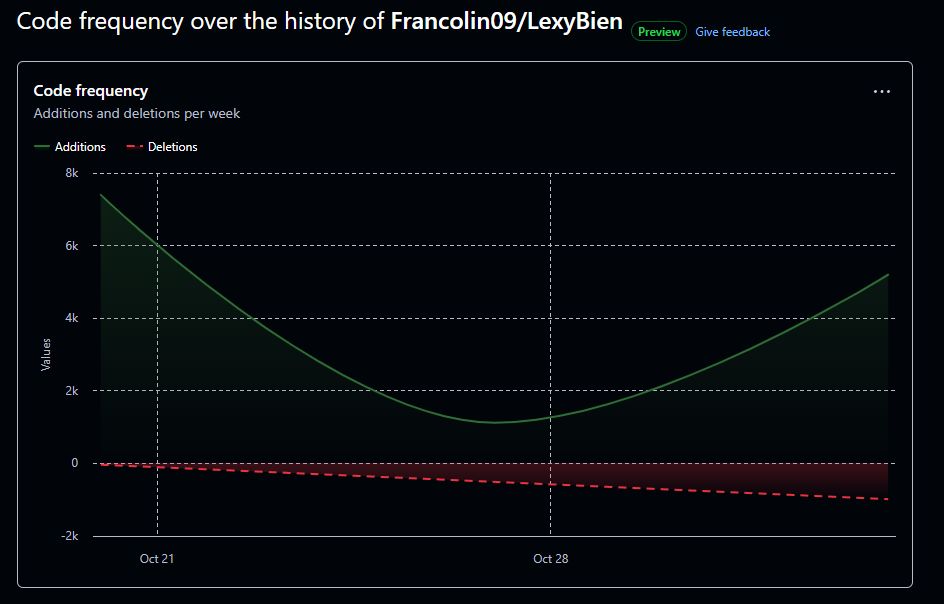 Code frequency over the history of Francolin09/LexyBien Preview Give feedback
Code frequency
Additions and deletions per week
Additions Deletions
8k
6k
4k
2k
0
-2k
Values
Oct 21 Oct 28